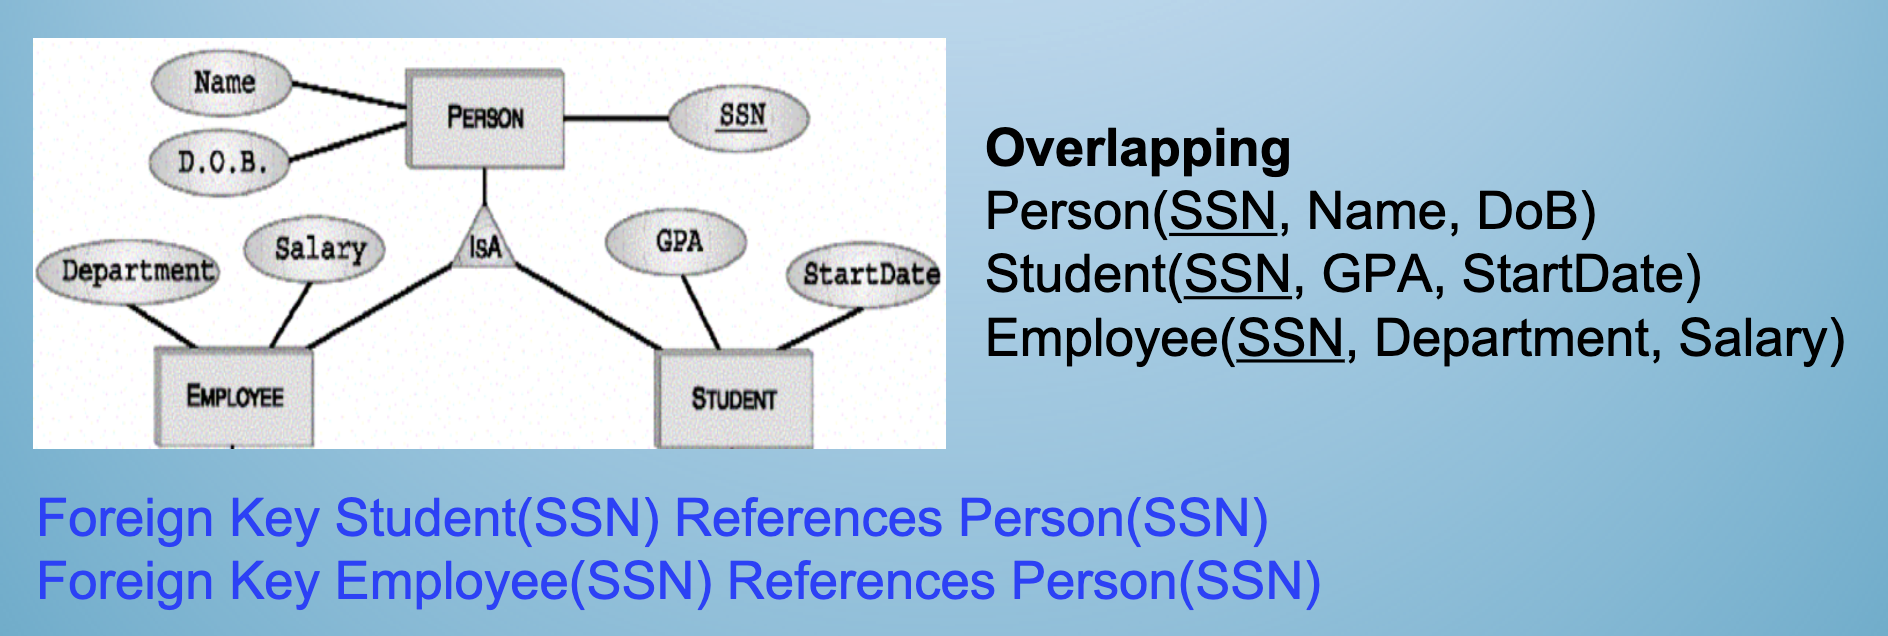 Name
PERSON
SSN
D.O.B.
Department
Salary
ISA
GPA
StartDate
EMPLOYEE
STUDENT
Overlapping
Person(SSN, Name, DoB)
Student(SSN, GPA, StartDate)
Employee(SSN, Department, Salary)
Foreign Key Student(SSN) References Person(SSN)
Foreign Key Employee(SSN) References Person(SSN)